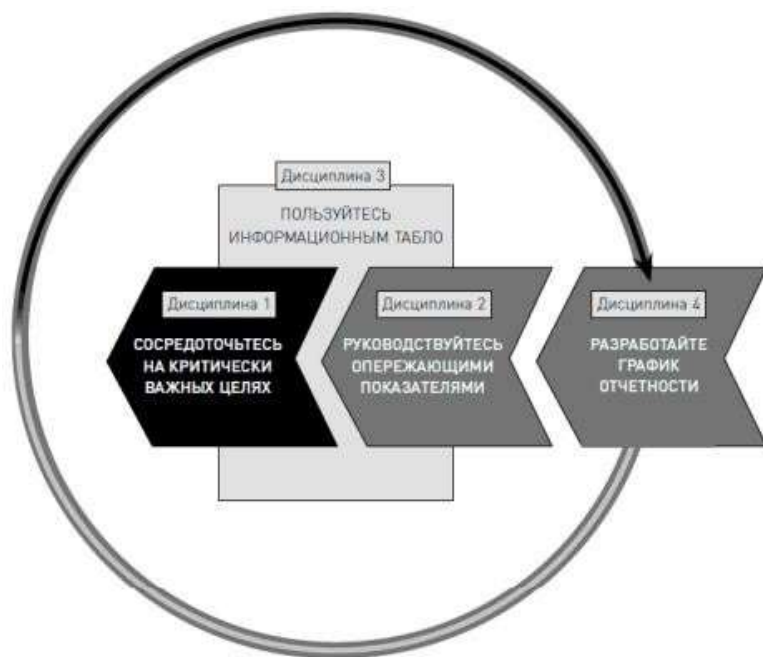 Дисциплина 3
ПОЛЬЗУЙТЕСЬ
ИНФОРМАЦИОННЫМ ТАБЛО
Дисциплина 1
СОСРЕДОТОЧЬТЕСЬ
НА КРИТИЧЕСКИ
ВАЖНЫХ ЦЕЛЯХ
Дисциплина 2
РУКОВОДСТВУЙТЕСЬ
ОПЕРЕЖАЮЩИМИ
ПОКАЗАТЕЛЯМИ
Дисциплина 4
РАЗРАБОТАЙТЕ
ГРАФИК
ОТЧЕТНОСТИ